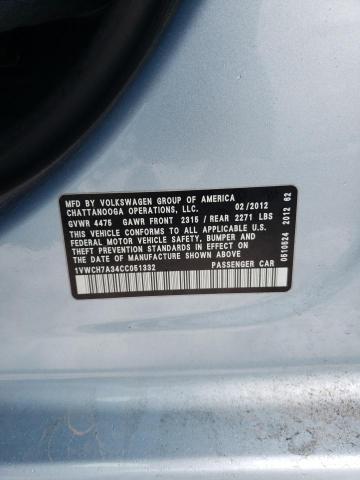 MFD BY VOLKSWAGEN GROUP OF AMERICA
CHATTANOOGA OPERATIONS, LLC. 02/2012
GVWR 4475 GAWR FRONT 2315 / REAR 2271 LBS
THIS VEHICLE CONFORMS TO ALL APPLICABLE U.S.
FEDERAL MOTOR VEHICLE SAFETY, BUMPER AND
THEFT PREVENTION STANDARDS IN EFFECT ON
THE DATE OF MANUFACTURE SHOWN ABOVE.
1VWCH7A34CC051332 PASSENGER CAR
0510524 2012 62